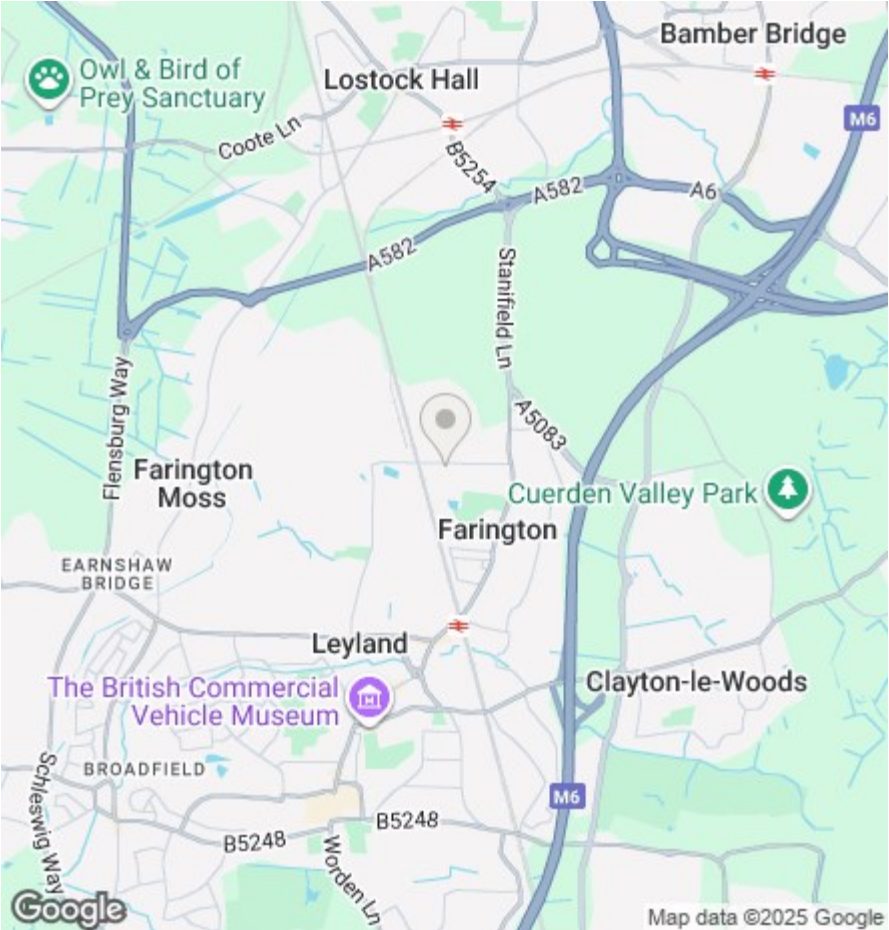 Bamber Bridge
Owl & Bird of
Prey Sanctuary
Lostock Hall
M6
Coote Ln
B5254
A582
A6
A582
Stanifield Ln
Flensburg Way
A5083
Farington
Moss
Cuerden Valley Park
Farington
EARNSHAW
BRIDGE
Leyland
Clayton-le-Woods
The British Commercial
Vehicle Museum
BROADFIELD
Schleswig Way
M6
B5248
B5248
Worden Ln
Google
Map data ©2025 Google